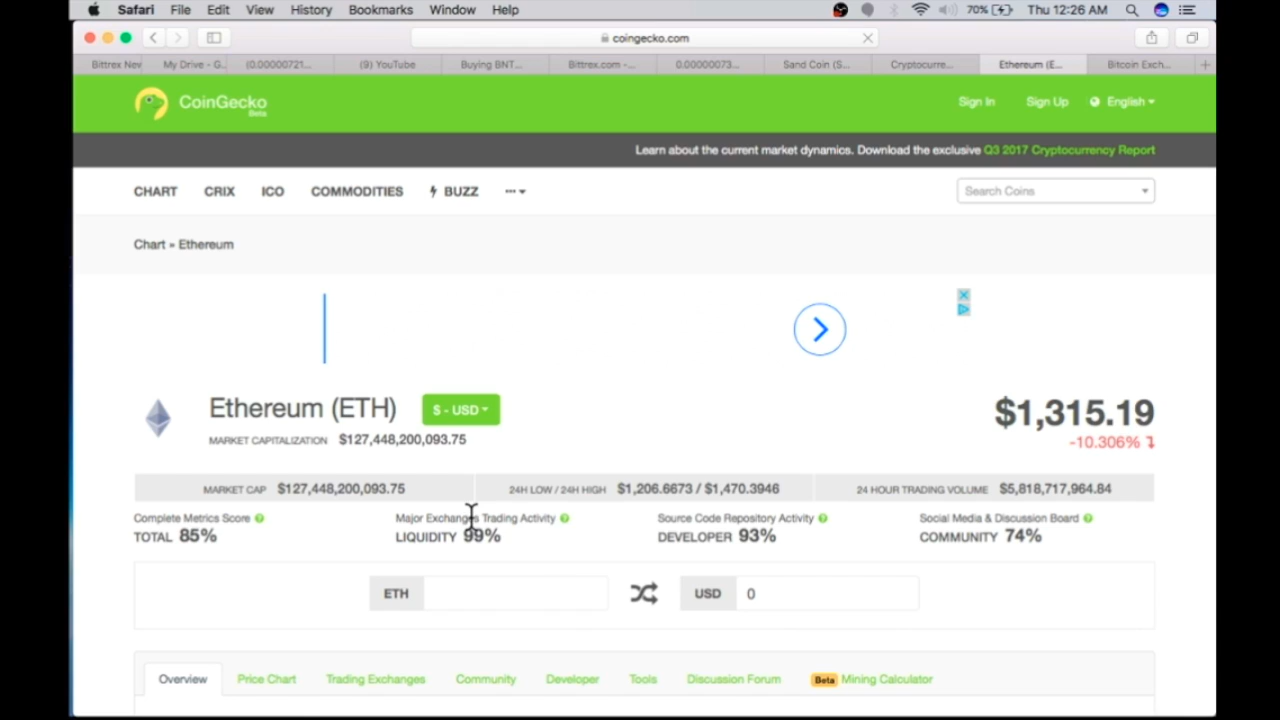 Safari File Edit View History Bookmarks Window Help 70% Thu 12:26 AM
coingecko.com
Bittrex New My Drive - G... (0.00000721... (9) YouTube Buying BNT... Bittrex.com -... 0.00000073... Sand Coin (S... Cryptocurre... Ethereum (E... Bitcoin Exch...
CoinGecko
Beta
Sign In Sign Up English
Learn about the current market dynamics. Download the exclusive Q3 2017 Cryptocurrency Report
CHART CRIX ICO COMMODITIES BUZZ ...
Search Coins
Chart » Ethereum
Ethereum (ETH) $ - USD $1,315.19
MARKET CAPITALIZATION $127,448,200,093.75 -10.306%
MARKET CAP $127,448,200,093.75 24H LOW / 24H HIGH $1,206.6673 / $1,470.3946 24 HOUR TRADING VOLUME $5,818,717,964.84
Complete Metrics Score Major Exchanges Trading Activity Source Code Repository Activity Social Media & Discussion Board
TOTAL 85% LIQUIDITY 99% DEVELOPER 93% COMMUNITY 74%
ETH USD 0
Overview Price Chart Trading Exchanges Community Developer Tools Discussion Forum Beta Mining Calculator